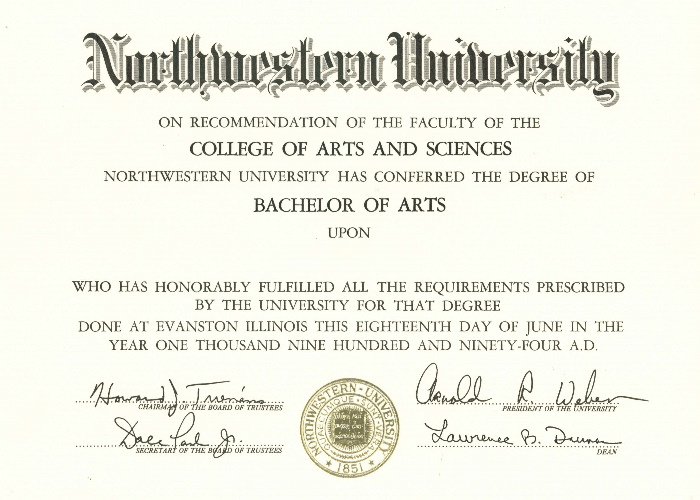 Northwestern University
ON RECOMMENDATION OF THE FACULTY OF THE
COLLEGE OF ARTS AND SCIENCES
NORTHWESTERN UNIVERSITY HAS CONFERRED THE DEGREE OF
BACHELOR OF ARTS
UPON
WHO HAS HONORABLY FULFILLED ALL THE REQUIREMENTS PRESCRIBED
BY THE UNIVERSITY FOR THAT DEGREE
DONE AT EVANSTON ILLINOIS THIS EIGHTEENTH DAY OF JUNE IN THE
YEAR ONE THOUSAND NINE HUNDRED AND NINETY-FOUR A.D.
Howard J. Trienens
CHAIRMAN OF THE BOARD OF TRUSTEES
Arnold R. Weber
PRESIDENT OF THE UNIVERSITY
Dale Park Jr.
SECRETARY OF THE BOARD OF TRUSTEES
Lawrence B. Dumas
DEAN
NORTHWESTERN · UNIVERSITY
1851